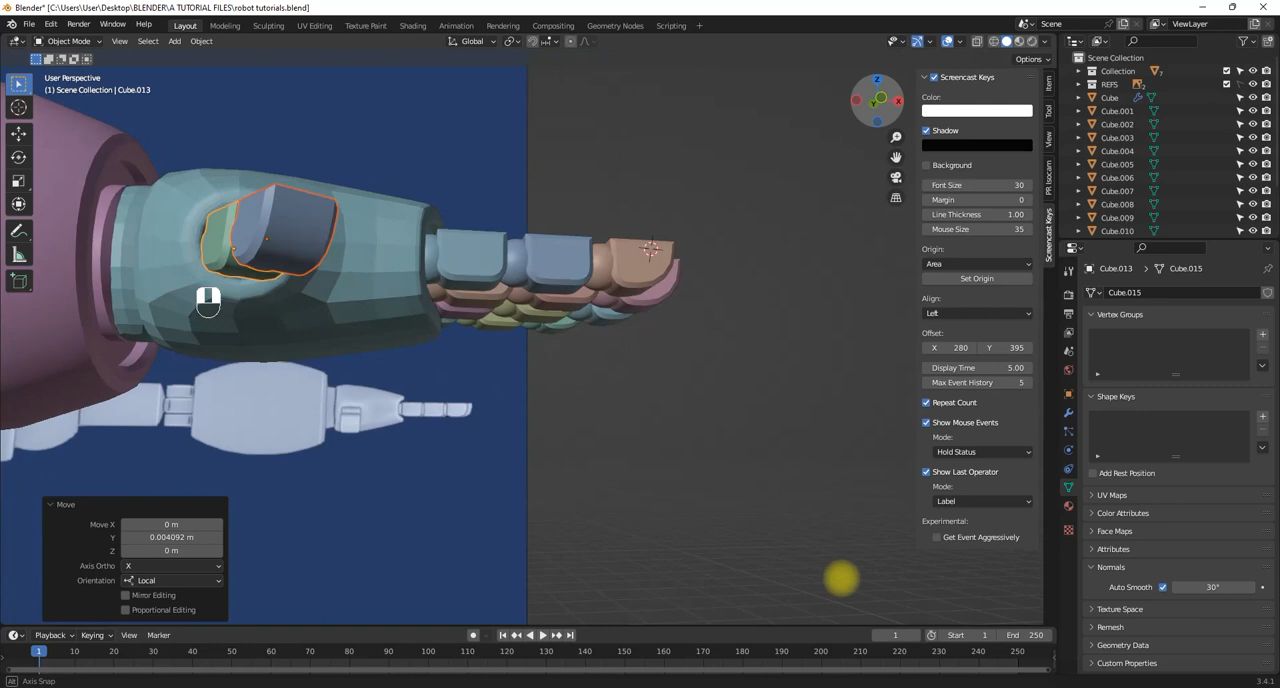 Blender* [C:\Users\User\Desktop\BLENDER\A TUTORIAL FILES\robot tutorials.blend]
File Edit Render Window Help Layout Modeling Sculpting UV Editing Texture Paint Shading Animation Rendering Compositing Geometry Nodes Scripting Scene ViewLayer
Object Mode View Select Add Object Global
Options
User Perspective
(1) Scene Collection | Cube.013
Z
X
Y
Screencast Keys
Color:
Shadow
Background
Font Size 30
Margin 0
Line Thickness 1.00
Mouse Size 35
Origin:
Area
Set Origin
Align:
Left
Offset:
X 280 Y 395
Display Time 5.00
Max Event History 5
Repeat Count
Show Mouse Events
Mode:
Hold Status
Show Last Operator
Mode:
Label
Experimental:
Get Event Aggressively
Item
Tool
View
PR Isocam
Screencast Keys
Scene Collection
Collection 7
REFS 2
Cube
Cube.001
Cube.002
Cube.003
Cube.004
Cube.005
Cube.006
Cube.007
Cube.008
Cube.009
Cube.010
Cube.013 Cube.015
Cube.015
Vertex Groups
Shape Keys
Add Rest Position
UV Maps
Color Attributes
Face Maps
Attributes
Normals
Auto Smooth 30°
Texture Space
Remesh
Geometry Data
Custom Properties
Move
Move X 0 m
Y 0.004092 m
Z 0 m
Axis Ortho X
Orientation Local
Mirror Editing
Proportional Editing
Playback Keying View Marker 1 Start 1 End 250
1 10 20 30 40 50 60 70 80 90 100 110 120 130 140 150 160 170 180 190 200 210 220 230 240 250
Alt Axis Snap 3.4.1